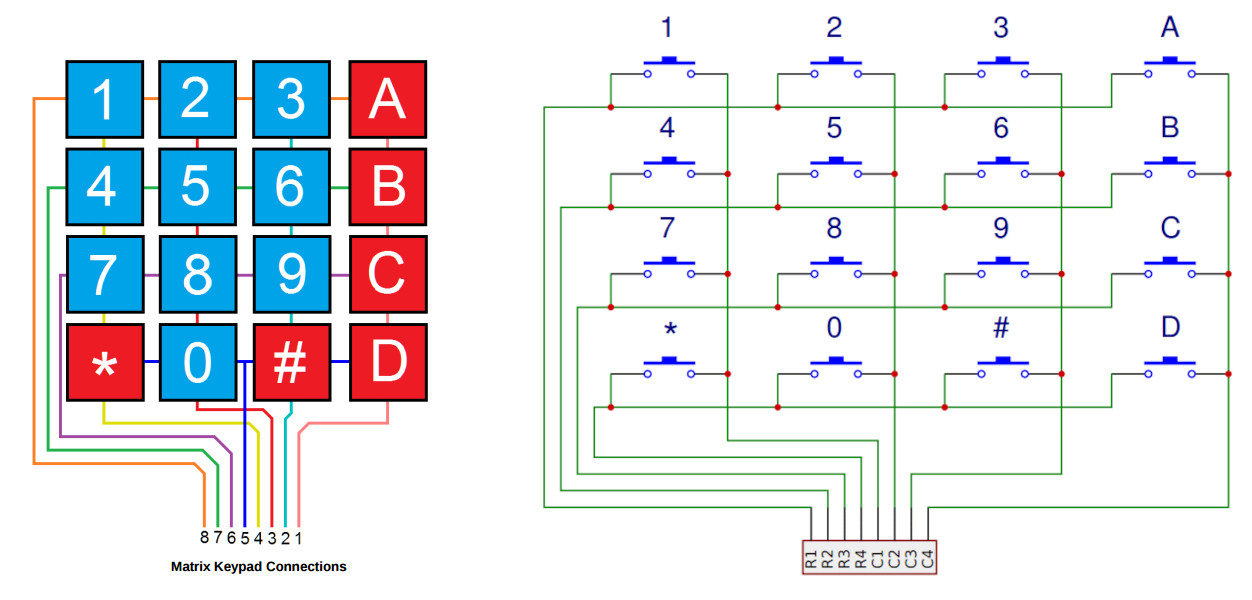 1 2 3 A
4 5 6 B
7 8 9 C
* 0 # D
8 7 6 5 4 3 2 1
Matrix Keypad Connections
1 2 3 A
4 5 6 B
7 8 9 C
* 0 # D
R1 R2 R3 R4 C1 C2 C3 C4